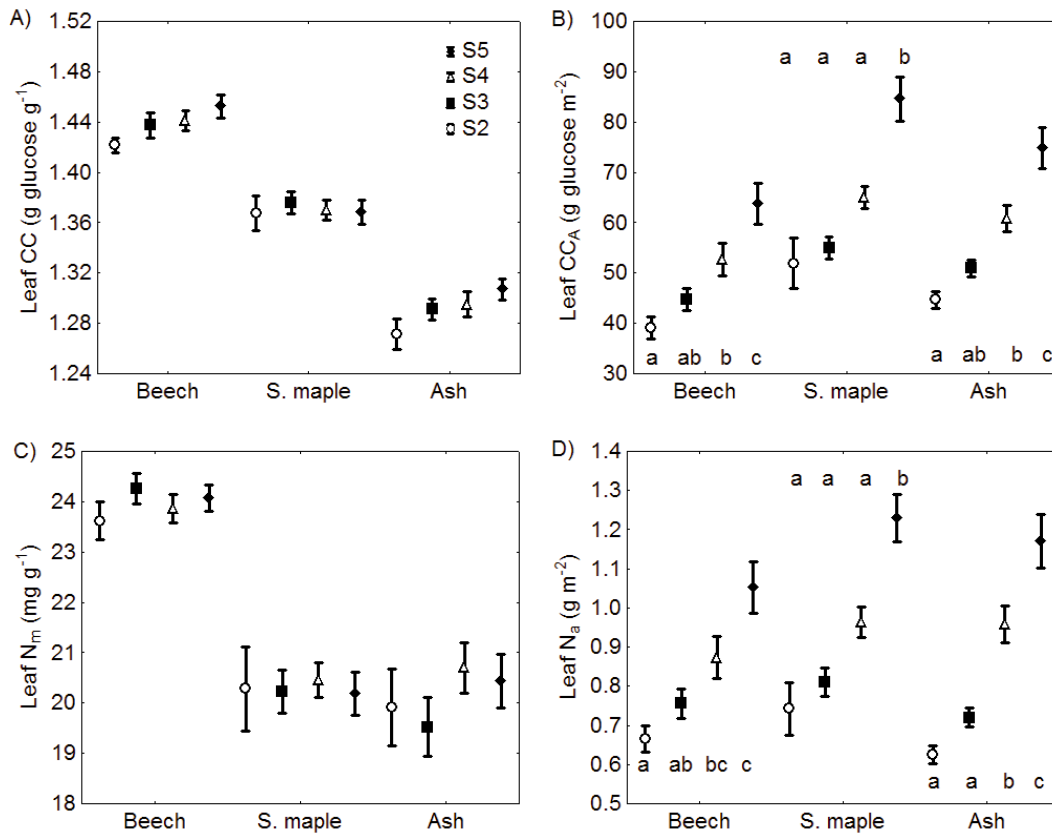 A)
Leaf CC (g glucose g⁻¹)
1.52
1.48
1.44
1.40
1.36
1.32
1.28
1.24
S5
S4
S3
S2
Beech S. maple Ash
B)
Leaf CC_A (g glucose m⁻²)
100
90
80
70
60
50
40
30
a a a b
a ab b c a ab b c
Beech S. maple Ash
C)
Leaf N_m (mg g⁻¹)
25
24
23
22
21
20
19
18
Beech S. maple Ash
D)
Leaf N_a (g m⁻²)
1.4
1.3
1.2
1.1
1.0
0.9
0.8
0.7
0.6
0.5
a a a b
a ab bc c
a a b c
Beech S. maple Ash